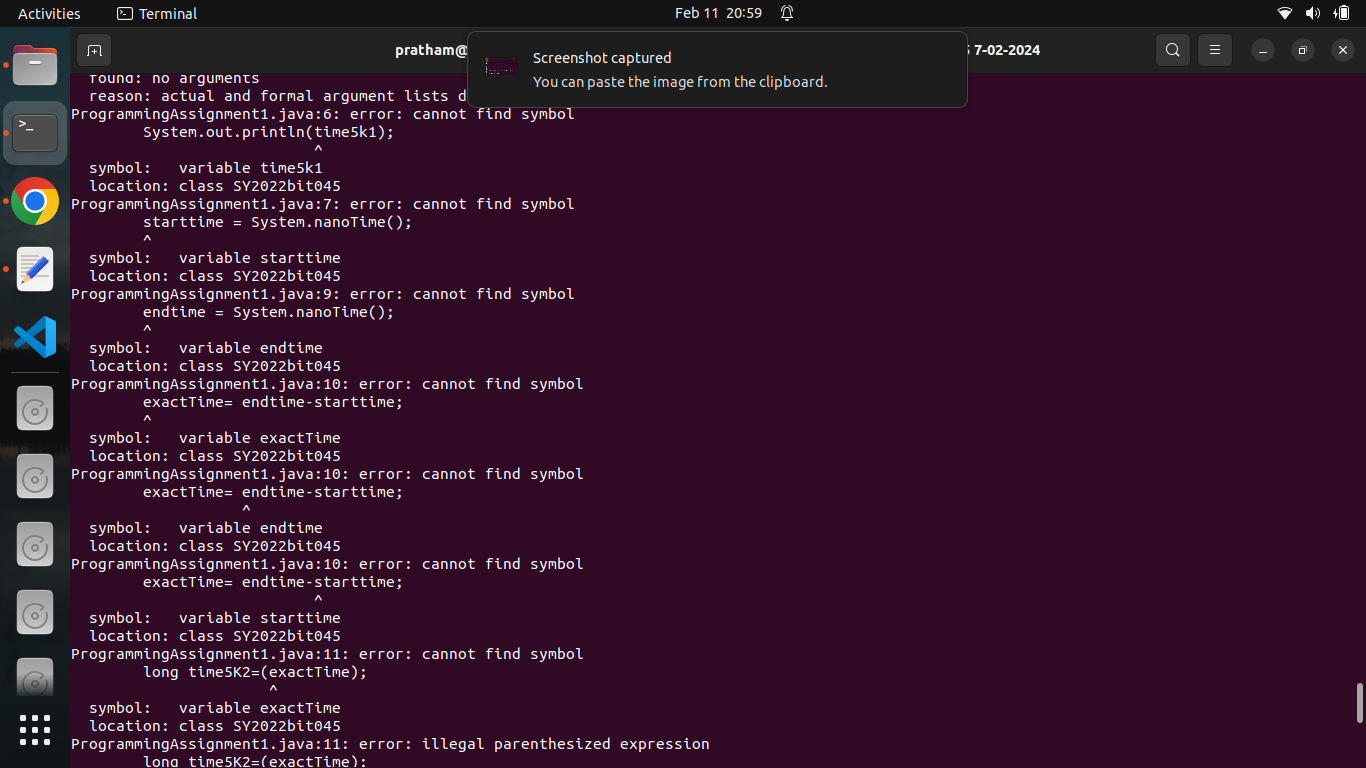 Activities
Terminal
Feb 11 20:59
pratham@
Screenshot captured
You can paste the image from the clipboard.
7-02-2024
found: no arguments
reason: actual and formal argument lists d
ProgrammingAssignment1.java:6: error: cannot find symbol
System.out.println(time5k1);
^
symbol: variable time5k1
location: class SY2022bit045
ProgrammingAssignment1.java:7: error: cannot find symbol
starttime = System.nanoTime();
^
symbol: variable starttime
location: class SY2022bit045
ProgrammingAssignment1.java:9: error: cannot find symbol
endtime = System.nanoTime();
^
symbol: variable endtime
location: class SY2022bit045
ProgrammingAssignment1.java:10: error: cannot find symbol
exactTime= endtime-starttime;
^
symbol: variable exactTime
location: class SY2022bit045
ProgrammingAssignment1.java:10: error: cannot find symbol
exactTime= endtime-starttime;
^
symbol: variable endtime
location: class SY2022bit045
ProgrammingAssignment1.java:10: error: cannot find symbol
exactTime= endtime-starttime;
^
symbol: variable starttime
location: class SY2022bit045
ProgrammingAssignment1.java:11: error: cannot find symbol
long time5K2=(exactTime);
^
symbol: variable exactTime
location: class SY2022bit045
ProgrammingAssignment1.java:11: error: illegal parenthesized expression
long time5K2=(exactTime);